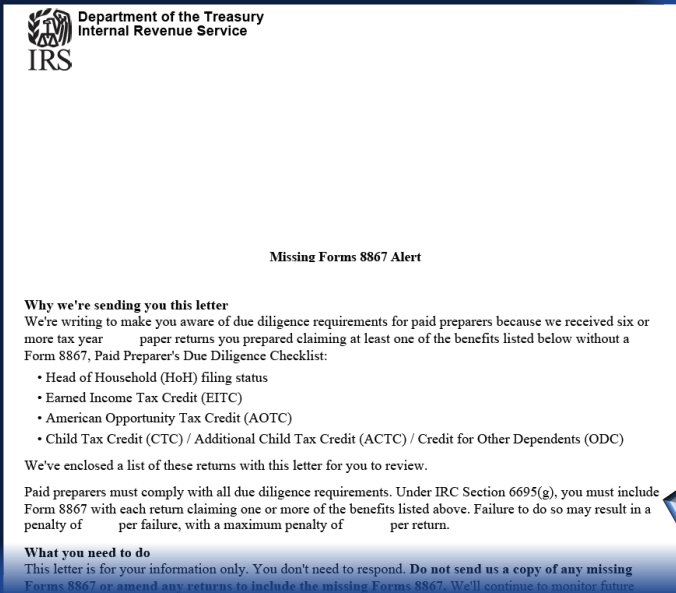 Department of the Treasury
Internal Revenue Service
IRS
Missing Forms 8867 Alert
Why we're sending you this letter
We're writing to make you aware of due diligence requirements for paid preparers because we received six or
more tax year paper returns you prepared claiming at least one of the benefits listed below without a
Form 8867, Paid Preparer's Due Diligence Checklist:
• Head of Household (HoH) filing status
• Earned Income Tax Credit (EITC)
• American Opportunity Tax Credit (AOTC)
• Child Tax Credit (CTC) / Additional Child Tax Credit (ACTC) / Credit for Other Dependents (ODC)
We've enclosed a list of these returns with this letter for you to review.
Paid preparers must comply with all due diligence requirements. Under IRC Section 6695(g), you must include
Form 8867 with each return claiming one or more of the benefits listed above. Failure to do so may result in a
penalty of per failure, with a maximum penalty of per return.
What you need to do
This letter is for your information only. You don't need to respond. Do not send us a copy of any missing
Forms 8867 or amend any returns to include the missing Forms 8867. We'll continue to monitor future